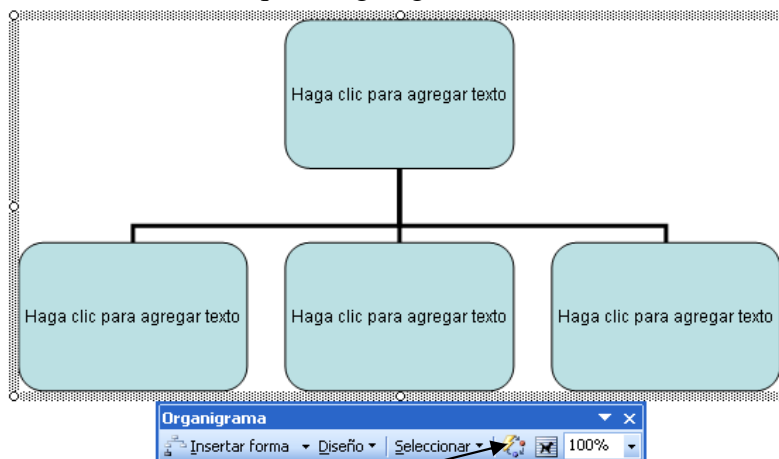 Haga clic para agregar texto
Haga clic para agregar texto
Haga clic para agregar texto
Haga clic para agregar texto
Organigrama
Insertar forma Diseño Seleccionar 100%